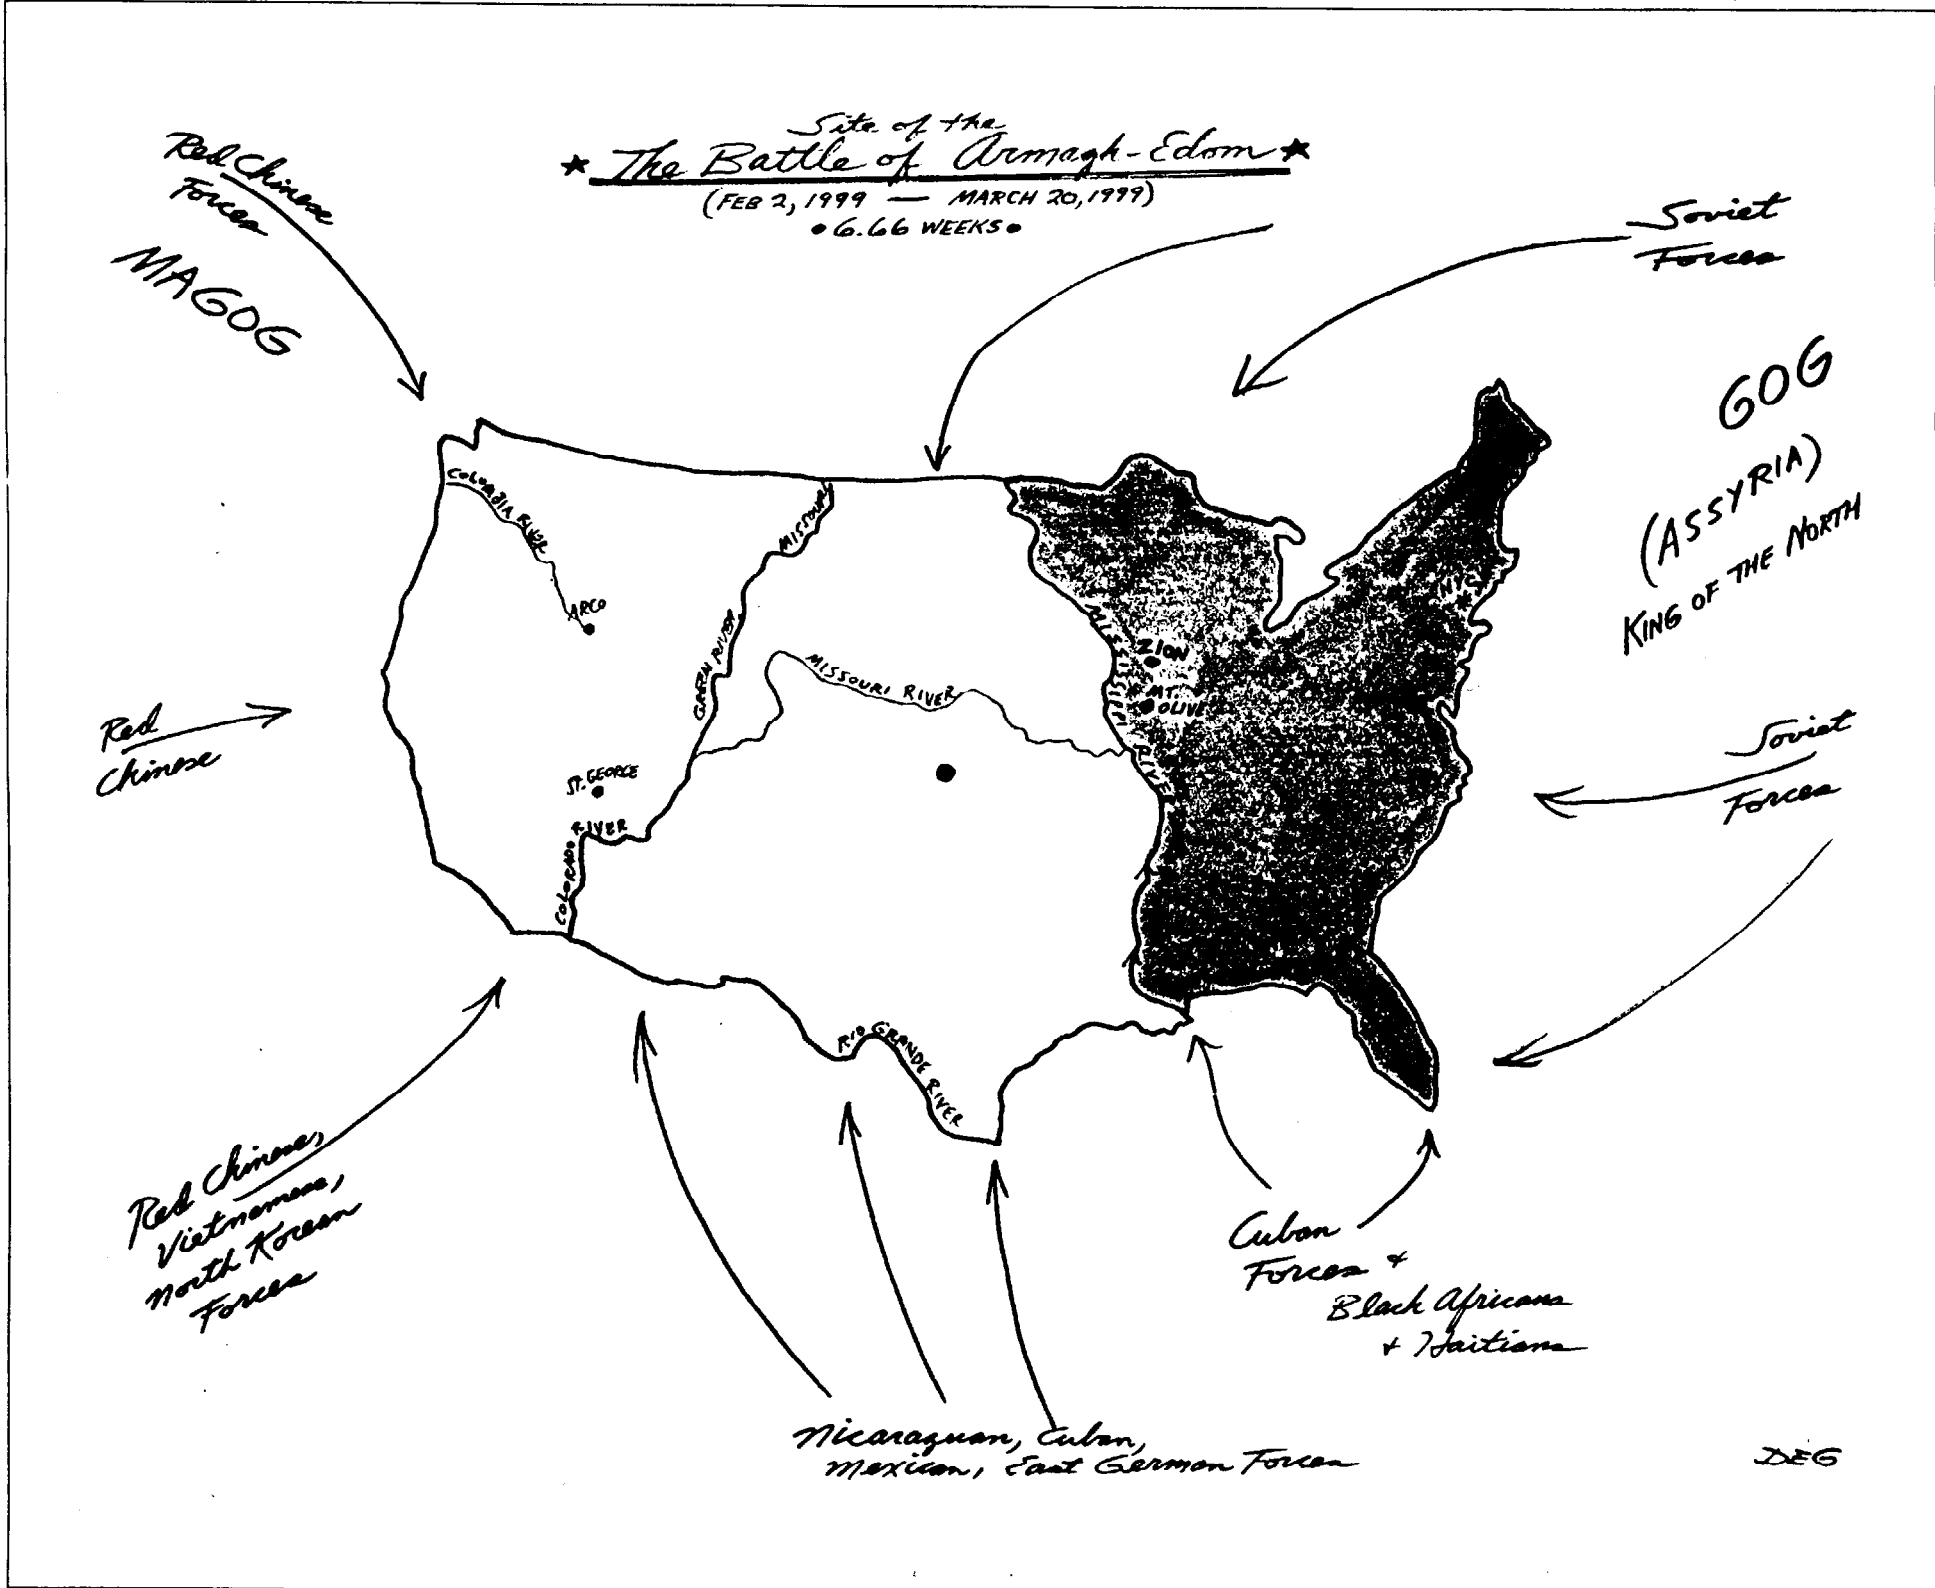 Site of the
★ The Battle of Armagh-Edom ★
(FEB 2, 1999 — MARCH 20, 1999)
• 6.66 WEEKS •
Red Chinese
Forces
MAGOG
Soviet
Forces
GOG
(ASSYRIA)
KING OF THE NORTH
COLUMBIA RIVER
MISSOURI
ARCO
GREEN RIVER
MISSOURI RIVER
MISSISSIPPI RIVER
NYC
ZION
MT.
OLIVE
Red
Chinese
ST. GEORGE
COLORADO RIVER
Soviet
Forces
RIO GRANDE RIVER
Red Chinese,
Vietnamese,
North Korean
Forces
Cuban
Forces &
Black Africans
+ Haitians
Nicaraguan, Cuban,
Mexican, East German Forces
DEG